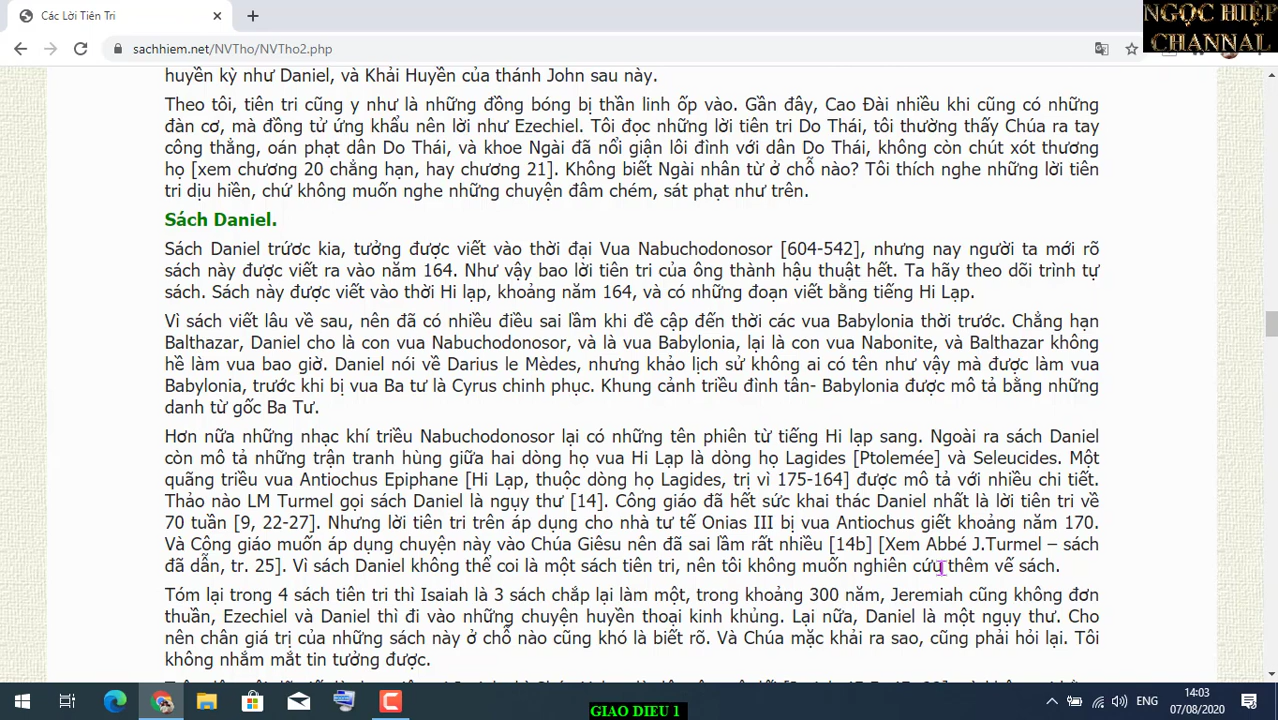 Các Lời Tiên Tri
NGỌC HIỆP
CHANNAL
sachhiem.net/NVTho/NVTho2.php
huyền kỳ như Daniel, và Khải Huyền của thánh John sau này.
Theo tôi, tiên tri cũng y như là những đồng bóng bị thần linh ốp vào. Gần đây, Cao Đài nhiều khi cũng có những
đàn cơ, mà đồng tử ứng khẩu nên lời như Ezechiel. Tôi đọc những lời tiên tri Do Thái, tôi thường thấy Chúa ra tay
công thẳng, oán phạt dân Do Thái, và khoe Ngài đã nổi giận lôi đình với dân Do Thái, không còn chút xót thương
họ [xem chương 20 chẳng hạn, hay chương 21]. Không biết Ngài nhân từ ở chỗ nào? Tôi thích nghe những lời tiên
tri dịu hiền, chứ không muốn nghe những chuyện đâm chém, sát phạt như trên.
Sách Daniel.
Sách Daniel trước kia, tưởng được viết vào thời đại Vua Nabuchodonosor [604-542], nhưng nay người ta mới rõ
sách này được viết ra vào năm 164. Như vậy bao lời tiên tri của ông thành hậu thuật hết. Ta hãy theo dõi trình tự
sách. Sách này được viết vào thời Hi lạp, khoảng năm 164, và có những đoạn viết bằng tiếng Hi Lạp.
Vì sách viết lâu về sau, nên đã có nhiều điều sai lầm khi đề cập đến thời các vua Babylonia thời trước. Chẳng hạn
Balthazar, Daniel cho là con vua Nabuchodonosor, và là vua Babylonia, lại là con vua Nabonite, và Balthazar không
hề làm vua bao giờ. Daniel nói về Darius le Mèdes, nhưng khảo lịch sử không ai có tên như vậy mà được làm vua
Babylonia, trước khi bị vua Ba tư là Cyrus chinh phục. Khung cảnh triều đình tân- Babylonia được mô tả bằng những
danh từ gốc Ba Tư.
Hơn nữa những nhạc khí triều Nabuchodonosor lại có những tên phiên từ tiếng Hi lạp sang. Ngoài ra sách Daniel
còn mô tả những trận tranh hùng giữa hai dòng họ vua Hi Lạp là dòng họ Lagides [Ptolemée] và Seleucides. Một
quãng triều vua Antiochus Epiphane [Hi Lạp, thuộc dòng họ Lagides, trị vì 175-164] được mô tả với nhiều chi tiết.
Thảo nào LM Turmel gọi sách Daniel là ngụy thư [14]. Công giáo đã hết sức khai thác Daniel nhất là lời tiên tri về
70 tuần [9, 22-27]. Nhưng lời tiên tri trên áp dụng cho nhà tư tế Onias III bị vua Antiochus giết khoảng năm 170.
Và Công giáo muốn áp dụng chuyện này vào Chúa Giêsu nên đã sai lầm rất nhiều [14b] [Xem Abbé J.Turmel – sách
đã dẫn, tr. 25]. Vì sách Daniel không thể coi là một sách tiên tri, nên tôi không muốn nghiên cứu thêm về sách.
Tóm lại trong 4 sách tiên tri thì Isaiah là 3 sách chắp lại làm một, trong khoảng 300 năm, Jeremiah cũng không đơn
thuần, Ezechiel và Daniel thì đi vào những chuyện huyền thoại kinh khủng. Lại nữa, Daniel là một ngụy thư. Cho
nên chân giá trị của những sách này ở chỗ nào cũng khó là biết rõ. Và Chúa mặc khải ra sao, cũng phải hỏi lại. Tôi
không nhắm mắt tin tưởng được.
ENG
14:03
07/08/2020
GIAO DIEU 1